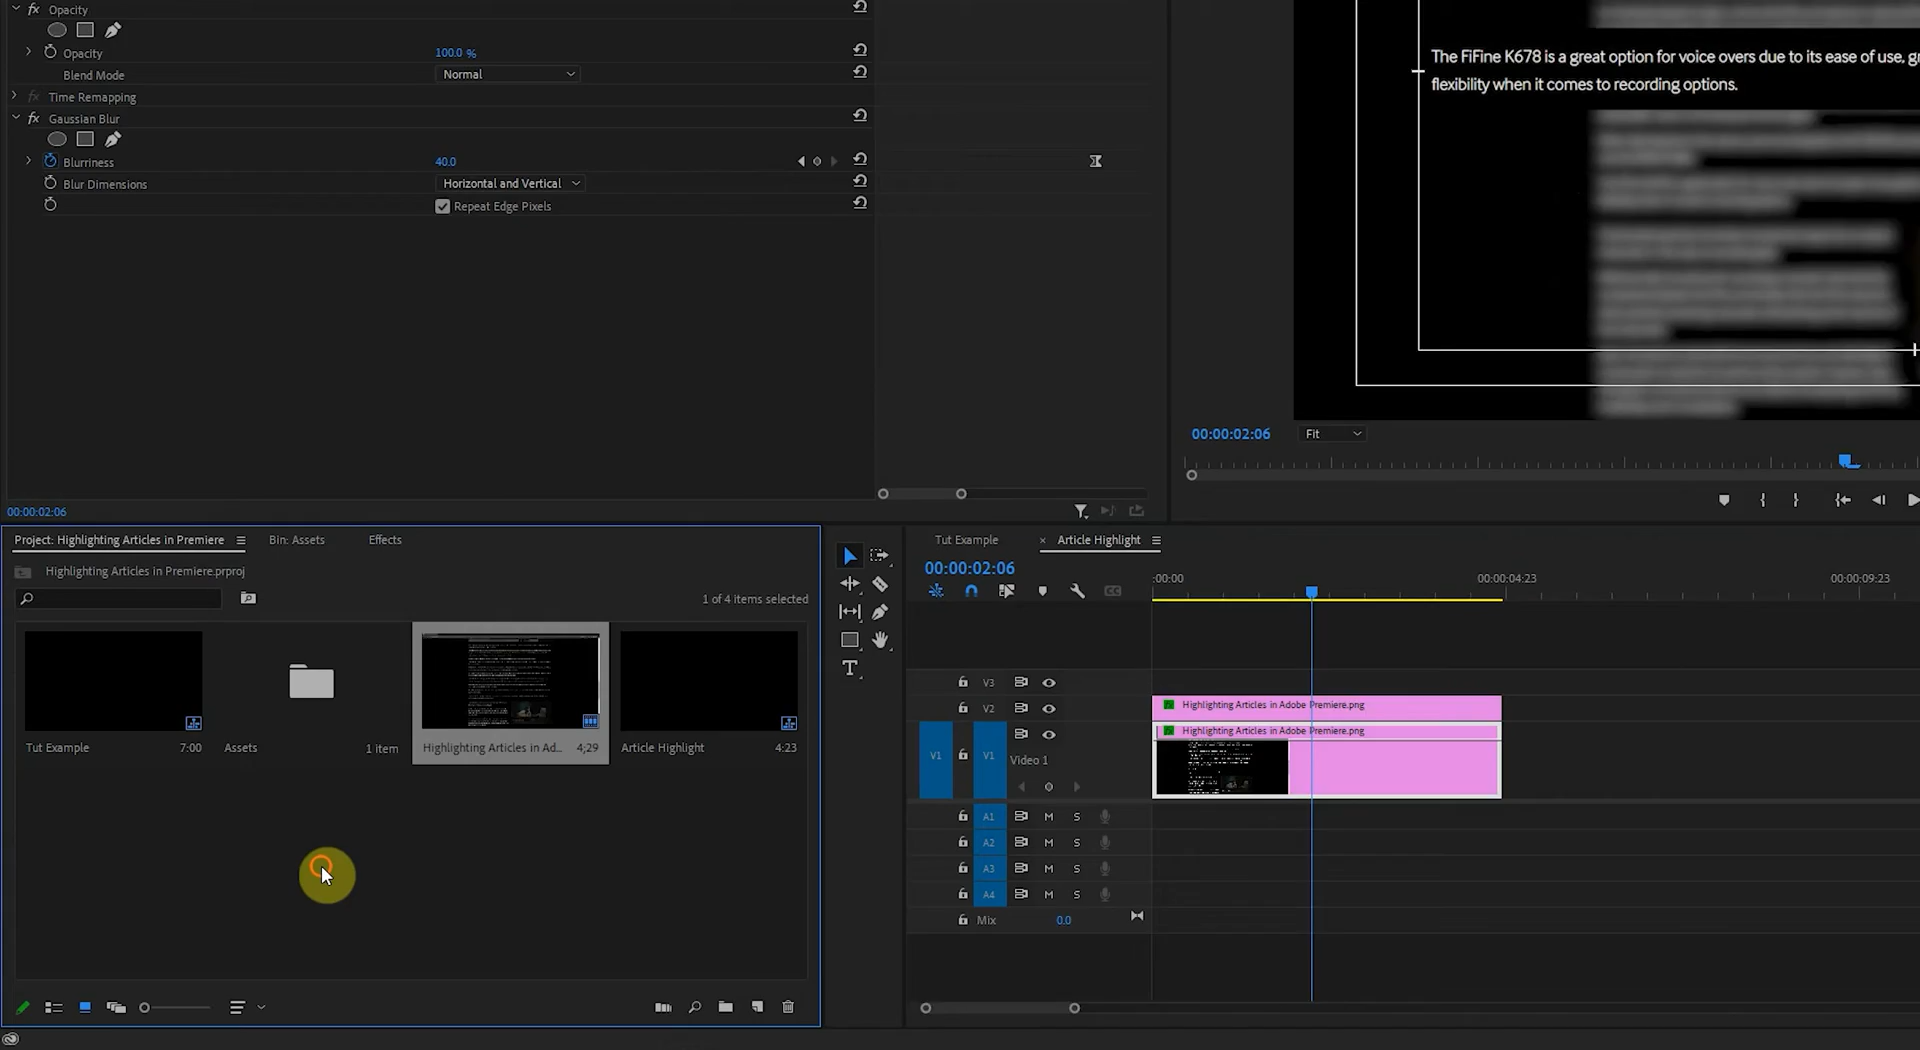 Opacity
Opacity
100.0 %
Blend Mode
Normal
Time Remapping
Gaussian Blur
Blurriness
40.0
Blur Dimensions
Horizontal and Vertical
Repeat Edge Pixels
00:00:02:06
The FiFine K678 is a great option for voice overs due to its ease of use, gr
flexibility when it comes to recording options.
00:00:02:06
Fit
Project: Highlighting Articles in Premiere
Bin: Assets
Effects
Highlighting Articles in Premiere.prproj
1 of 4 items selected
Tut Example
7:00
Assets
1 item
Highlighting Articles in Ad...
4;29
Article Highlight
4:23
Tut Example
× Article Highlight
00:00:02:06
:00:00
00:00:04:23
00:00:09:23
V3
V2
Highlighting Articles in Adobe Premiere.png
V1
V1
Video 1
Highlighting Articles in Adobe Premiere.png
A1
M
S
A2
M
S
A3
M
S
A4
M
S
Mix
0.0